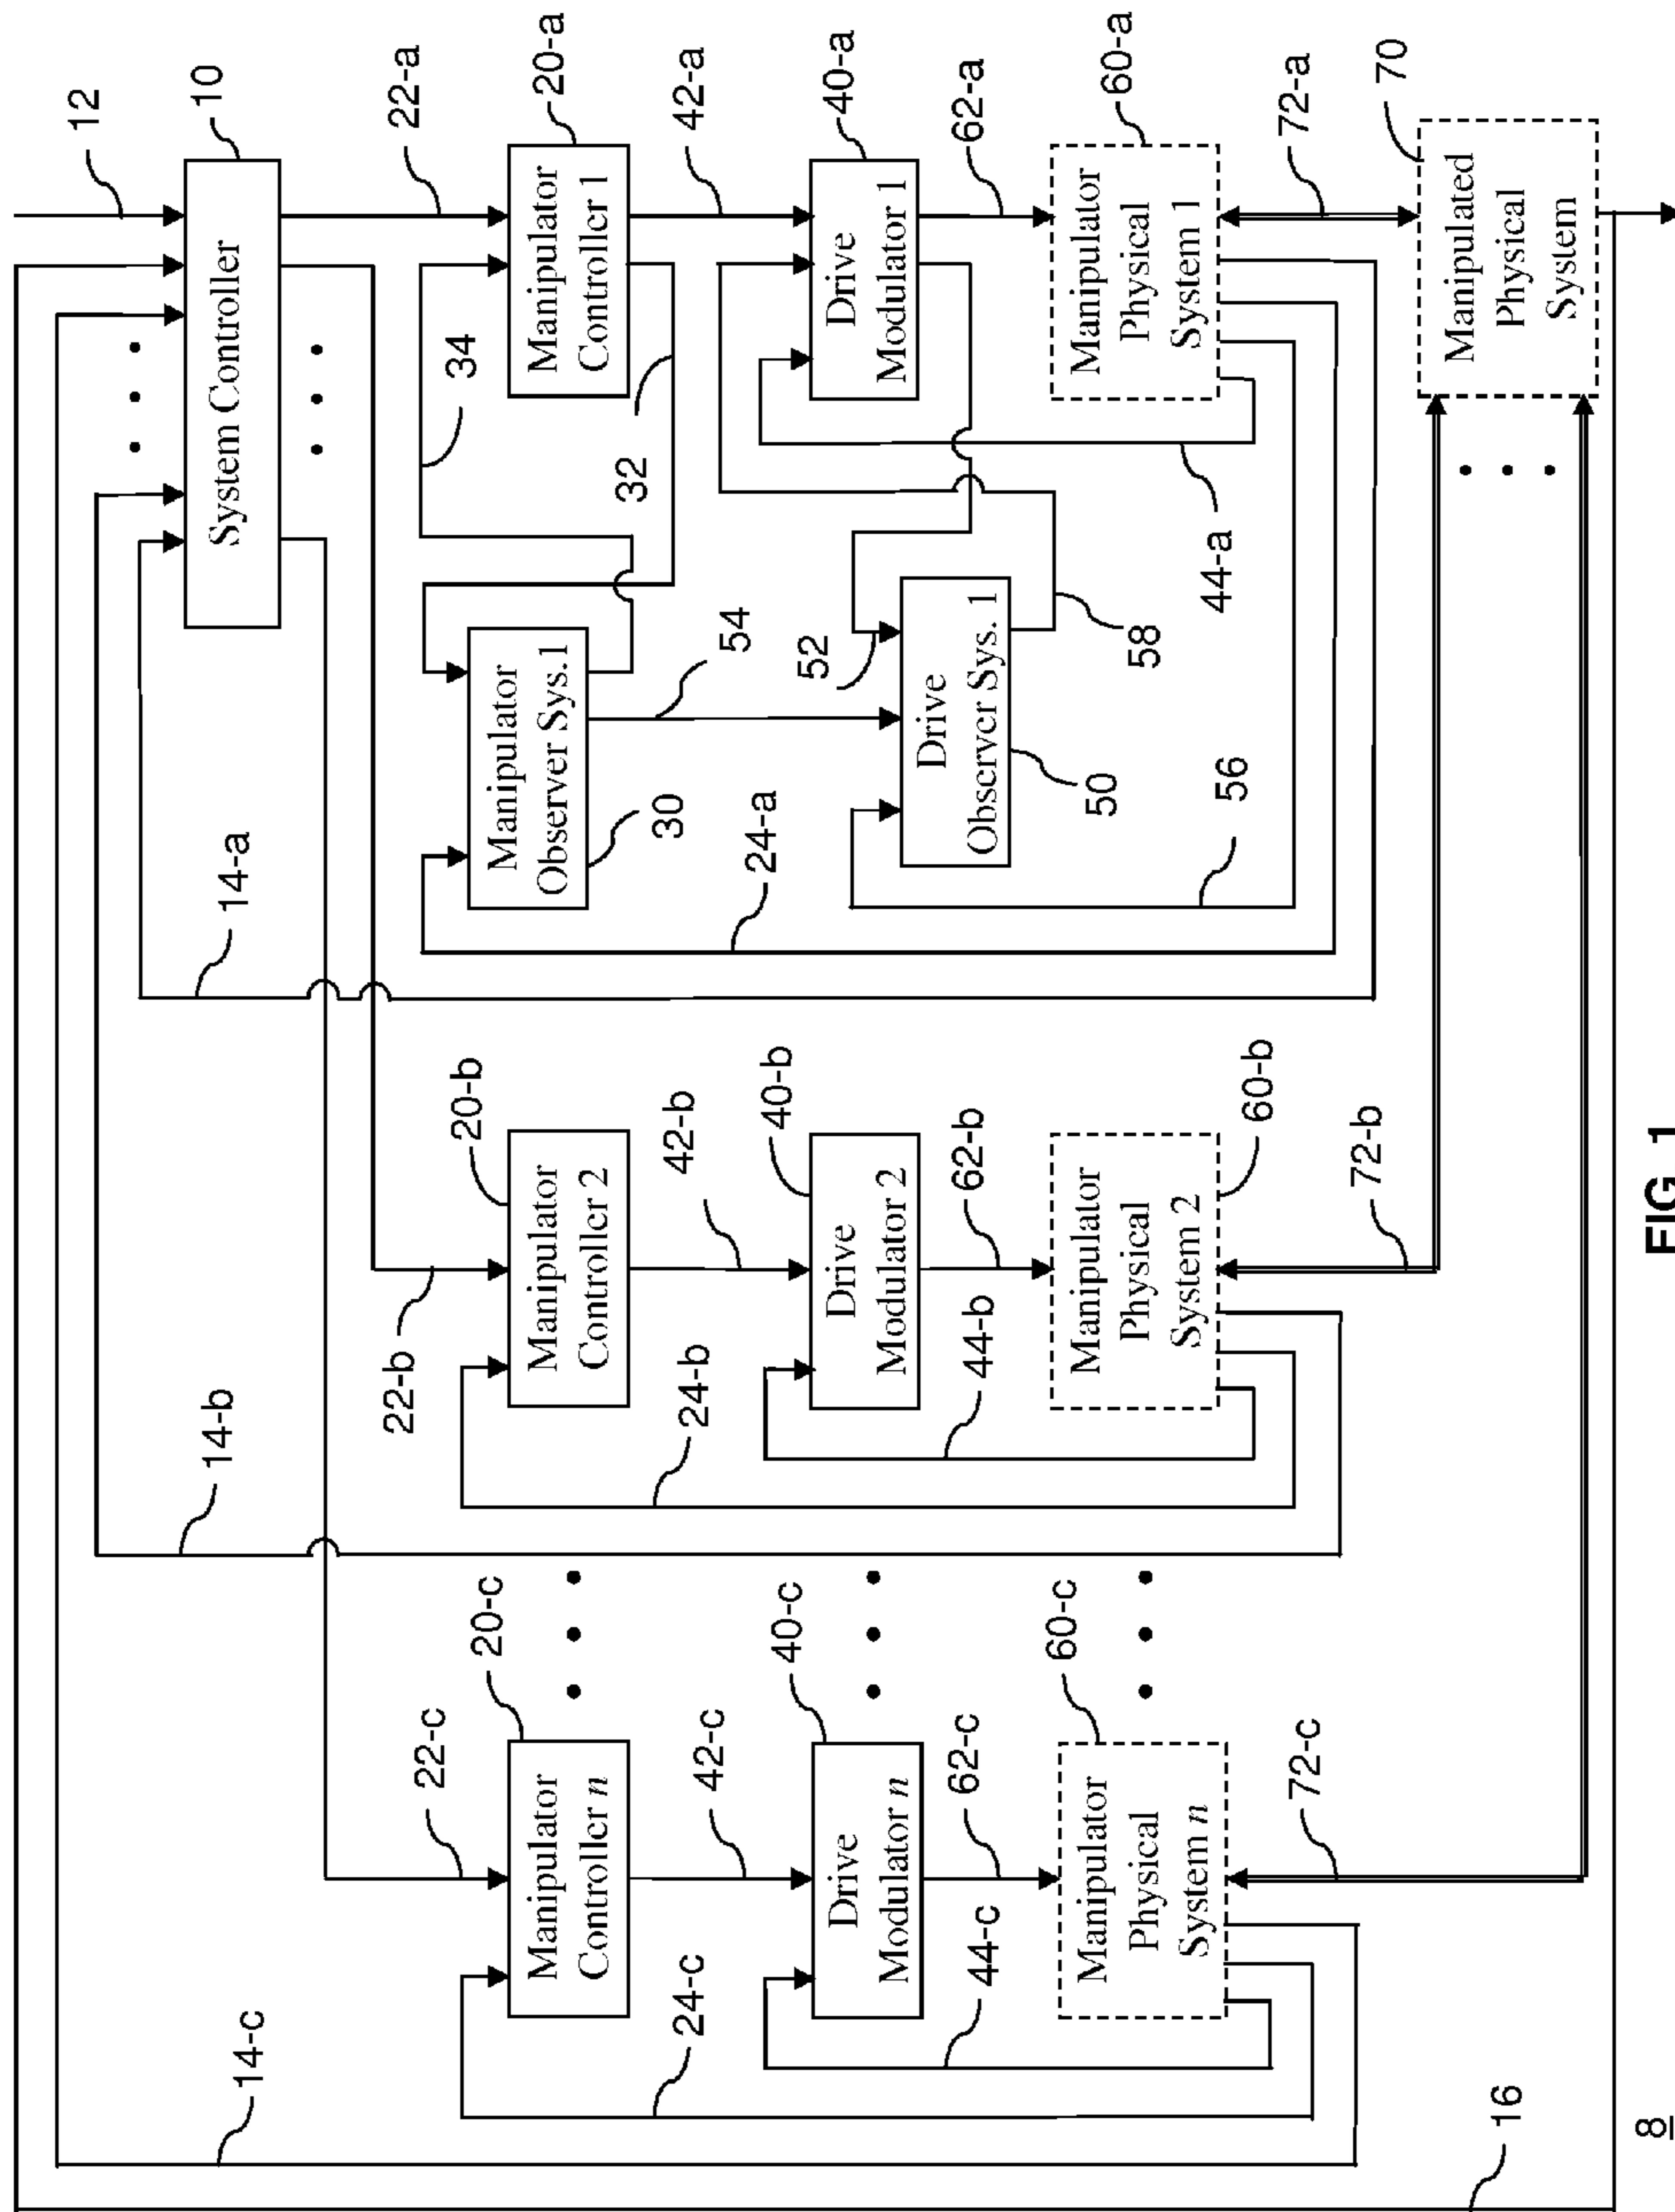 12
10
System Controller
14-a
14-b
14-c
22-a
20-a
Manipulator
Controller 1
34
32
42-a
40-a
Drive
Modulator 1
62-a
60-a
Manipulator
Physical
System 1
72-a
70
Manipulated
Physical
System
Manipulator
Observer Sys.1
30
54
52
Drive
Observer Sys. 1
50
58
44-a
56
24-a
22-b
20-b
Manipulator
Controller 2
42-b
40-b
Drive
Modulator 2
62-b
60-b
Manipulator
Physical
System 2
72-b
24-b
44-b
22-c
20-c
Manipulator
Controller n
42-c
40-c
Drive
Modulator n
62-c
60-c
Manipulator
Physical
System n
72-c
24-c
44-c
16
8
FIG. 1